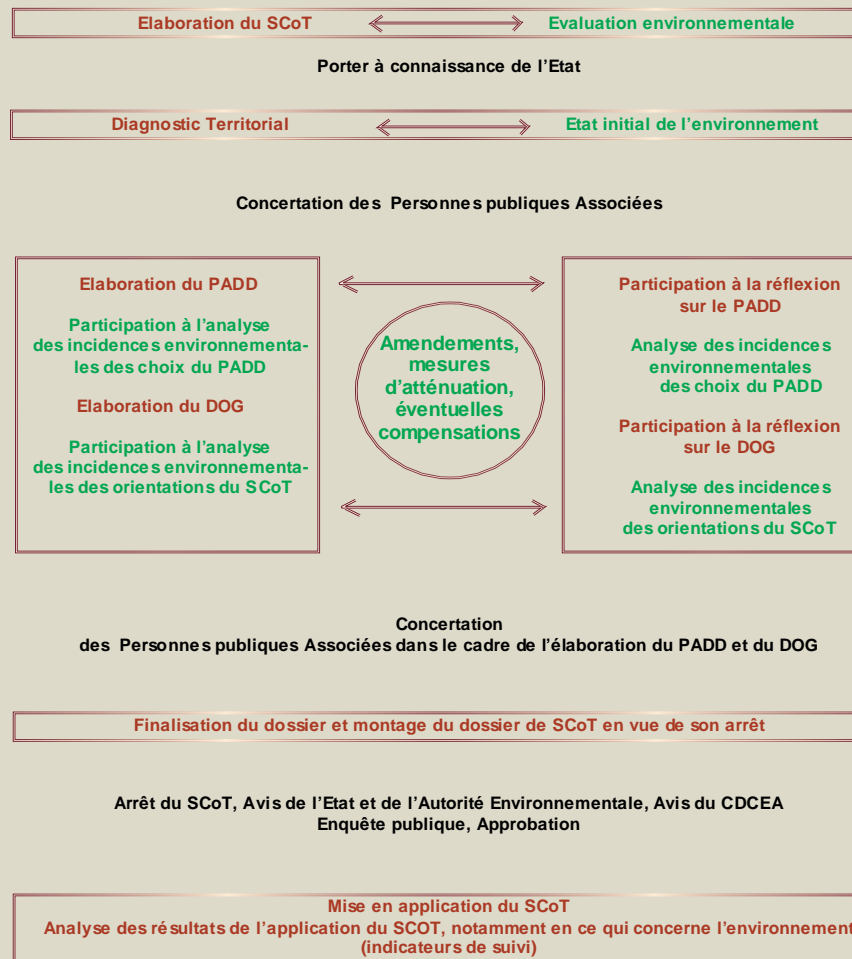 Elaboration du SCoT
Evaluation environnementale
Porter à connaissance de l'Etat
Diagnostic Territorial
Etat initial de l'environnement
Concertation des Personnes publiques Associées
Elaboration du PADD
Participation à l'analyse
des incidences environnementa-
les des choix du PADD
Elaboration du DOG
Participation à l'analyse
des incidences environnementa-
les des orientations du SCoT
Amendements,
mesures
d'atténuation,
éventuelles
compensations
Participation à la réflexion
sur le PADD
Analyse des incidences
environnementales
des choix du PADD
Participation à la réflexion
sur le DOG
Analyse des incidences
environnementales
des orientations du SCoT
Concertation
des Personnes publiques Associées dans le cadre de l'élaboration du PADD et du DOG
Finalisation du dossier et montage du dossier de SCoT en vue de son arrêt
Arrêt du SCoT, Avis de l'Etat et de l'Autorité Environnementale, Avis du CDCEA
Enquête publique, Approbation
Mise en application du SCoT
Analyse des résultats de l'application du SCOT, notamment en ce qui concerne l'environnement
(indicateurs de suivi)